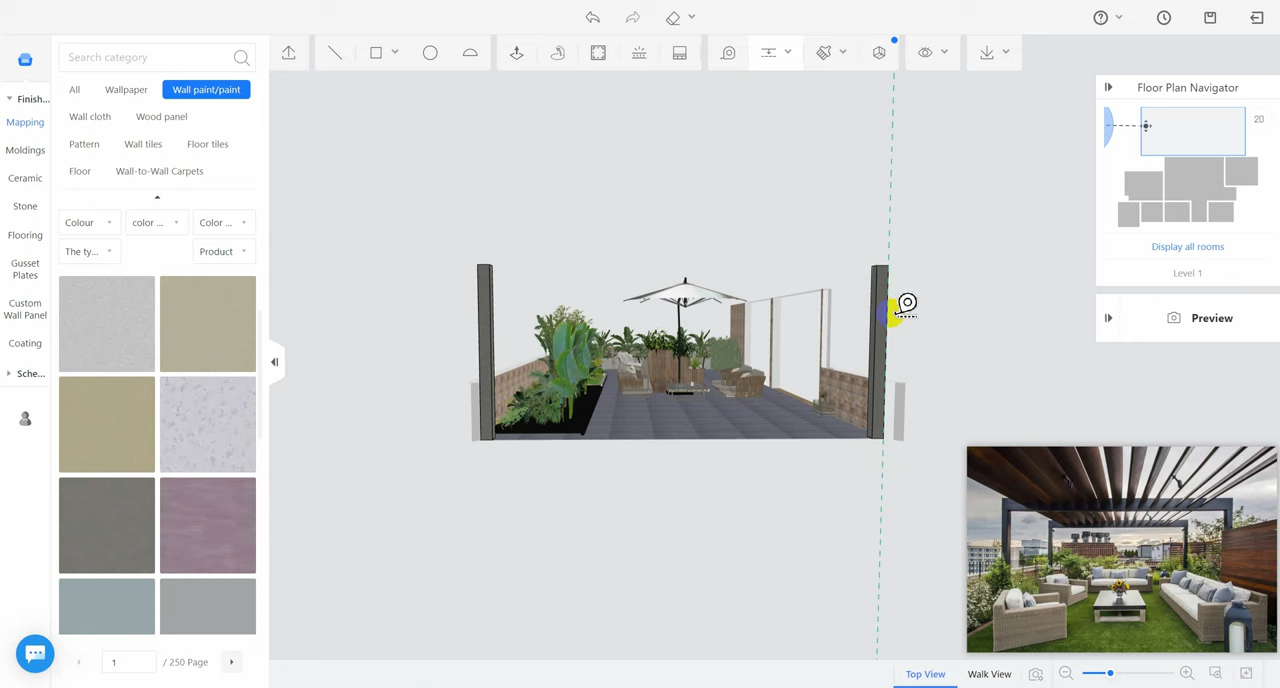 Search category
All
Wallpaper
Wall paint/paint
Wall cloth
Wood panel
Pattern
Wall tiles
Floor tiles
Floor
Wall-to-Wall Carpets
Colour
color ...
Color ...
The ty...
Product
Finish...
Mapping
Moldings
Ceramic
Stone
Flooring
Gusset
Plates
Custom
Wall Panel
Coating
Sche...
1
/ 250 Page
Floor Plan Navigator
2D
Display all rooms
Level 1
Preview
Top View
Walk View